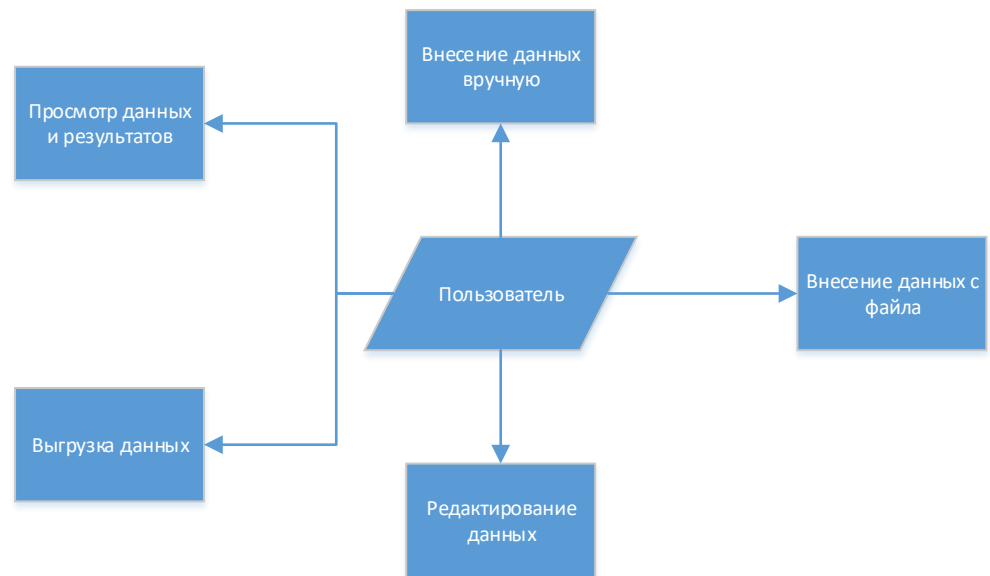 Внесение данных
вручную
Просмотр данных
и результатов
Пользователь
Внесение данных с
файла
Выгрузка данных
Редактирование
данных